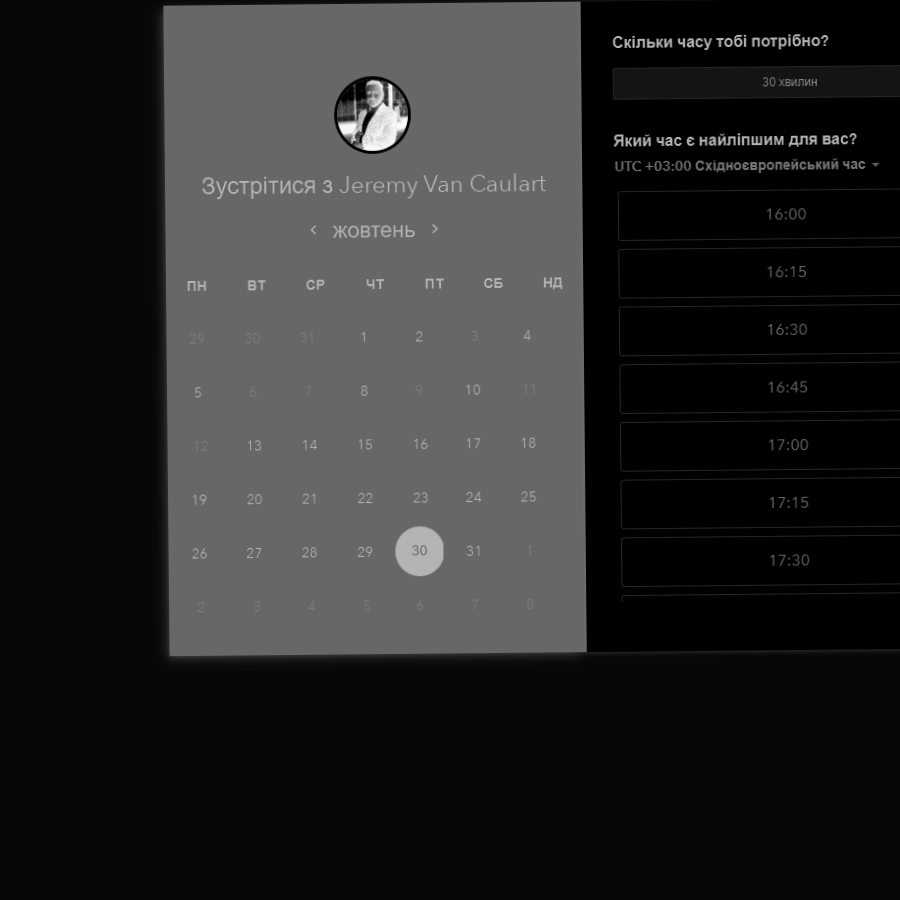 Зустрітися з Jeremy Van Caulart
жовтень
ПН ВТ СР ЧТ ПТ СБ НД
29 30 31 1 2 3 4
5 6 7 8 9 10 11
12 13 14 15 16 17 18
19 20 21 22 23 24 25
26 27 28 29 30 31 1
2 3 4 5 6 7 8
Скільки часу тобі потрібно?
30 хвилин
Який час є найліпшим для вас?
UTC +03:00 Східноєвропейський час
16:00
16:15
16:30
16:45
17:00
17:15
17:30